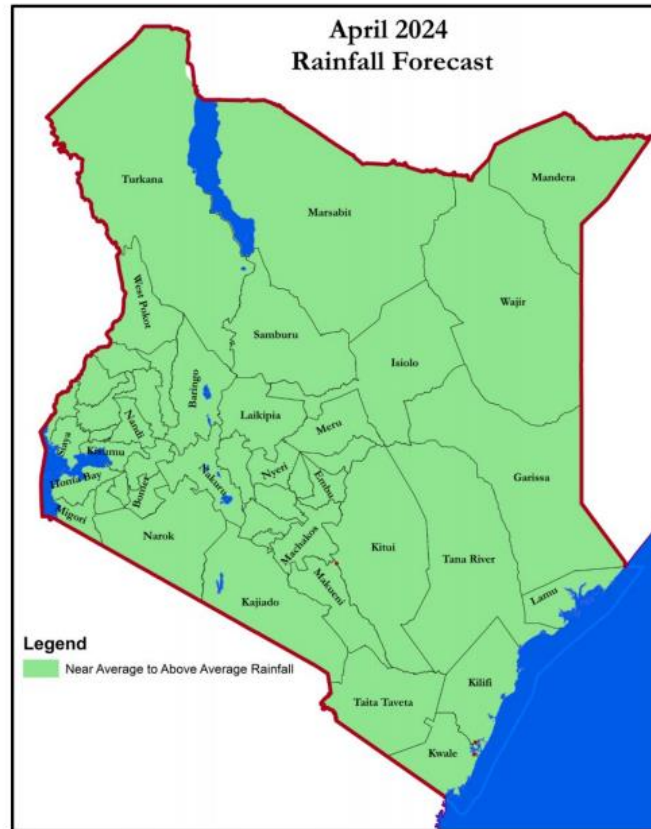 April 2024
Rainfall Forecast
Mandera
Turkana
Marsabit
Wajir
West Pokot
Samburu
Isiolo
Baringo
Laikipia
Meru
Nandi
Siaya
Kisumu
Nyeri
Embu
Garissa
Homa Bay
Bomet
Nakuru
Migori
Narok
Machakos
Kitui
Tana River
Makueni
Lamu
Kajiado
Legend
Near Average to Above Average Rainfall
Kilifi
Taita Taveta
Kwale